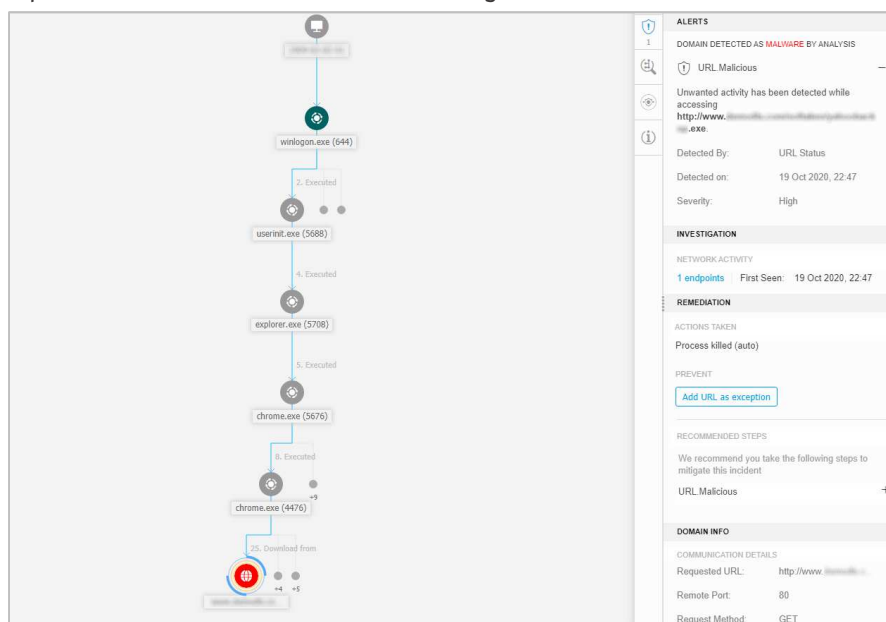 winlogon.exe (644)
2. Executed
userinit.exe (5688)
4. Executed
explorer.exe (5708)
5. Executed
chrome.exe (5676)
8. Executed
+9
chrome.exe (4476)
25. Download from
+4 +5
1
ALERTS
DOMAIN DETECTED AS MALWARE BY ANALYSIS
URL.Malicious
Unwanted activity has been detected while
accessing
http://www.
.exe.
Detected By: URL Status
Detected on: 19 Oct 2020, 22:47
Severity: High
INVESTIGATION
NETWORK ACTIVITY
1 endpoints First Seen: 19 Oct 2020, 22:47
REMEDIATION
ACTIONS TAKEN
Process killed (auto)
PREVENT
Add URL as exception
RECOMMENDED STEPS
We recommend you take the following steps to
mitigate this incident
URL.Malicious
DOMAIN INFO
COMMUNICATION DETAILS
Requested URL: http://www.
Remote Port: 80
Request Method: GET